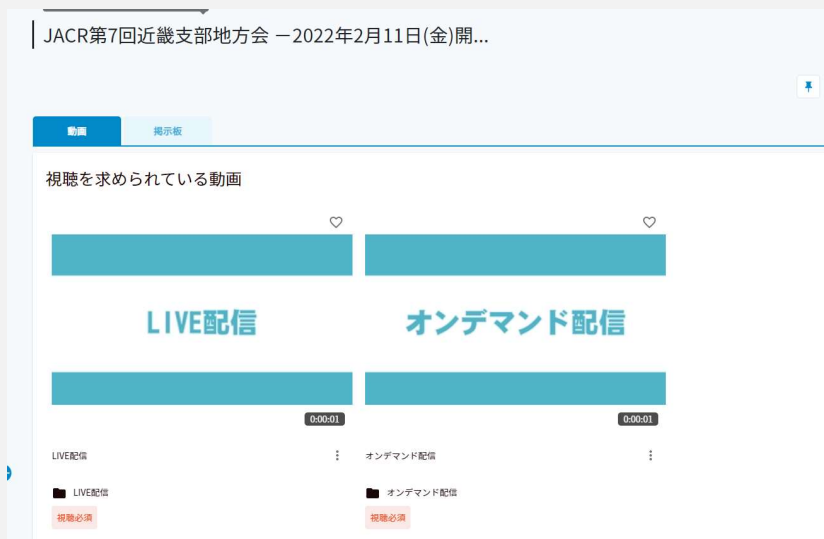 JACR第7回近畿支部地方会 －2022年2月11日(金)開...
動画 掲示板
視聴を求められている動画
LIVE配信 オンデマンド配信
0:00:01 0:00:01
LIVE配信 オンデマンド配信
LIVE配信 オンデマンド配信
視聴必須 視聴必須